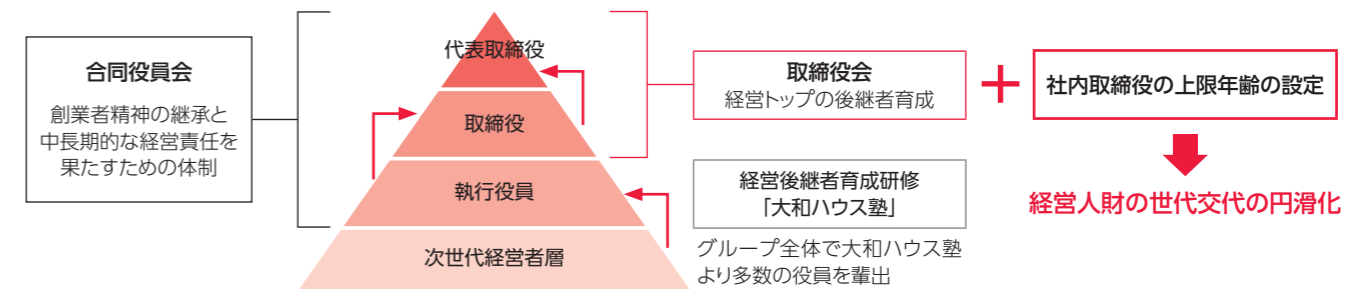 合同役員会
創業者精神の継承と
中長期的な経営責任を
果たすための体制
代表取締役
取締役
執行役員
次世代経営者層
取締役会
経営トップの後継者育成
経営後継者育成研修
「大和ハウス塾」
グループ全体で大和ハウス塾
より多数の役員を輩出
＋
社内取締役の上限年齢の設定
経営人財の世代交代の円滑化